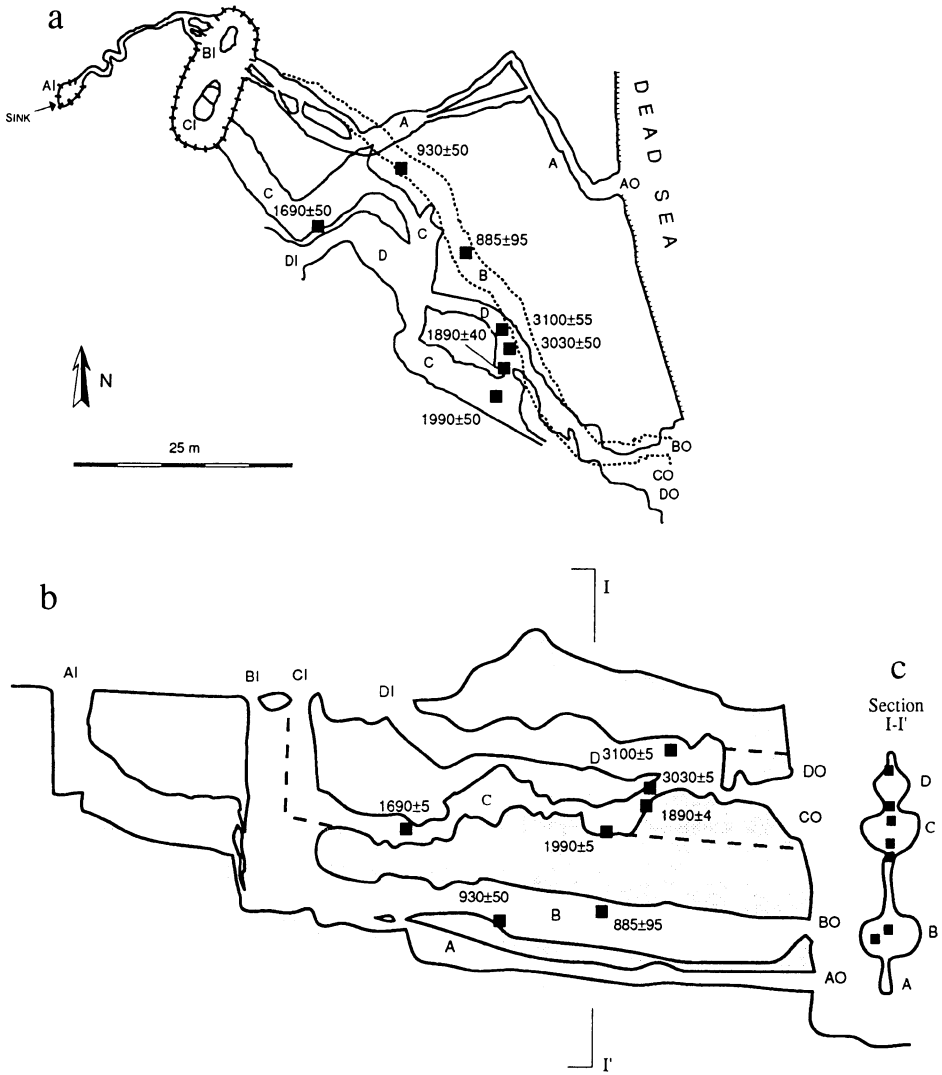 a
AI
SINK
BI
CI
A
930±50
A
AO
DEAD SEA
C
1690±50
C
885±95
DI
D
B
D
3100±55
1890±40
3030±50
C
N
1990±50
25 m
BO
CO
DO
b
I
AI
BI
CI
DI
C
Section
I-I'
D 3100±5
DO
D
3030±5
1690±5
C
1890±4
CO
C
1990±5
930±50
B
885±95
BO
B
A
AO
A
I'